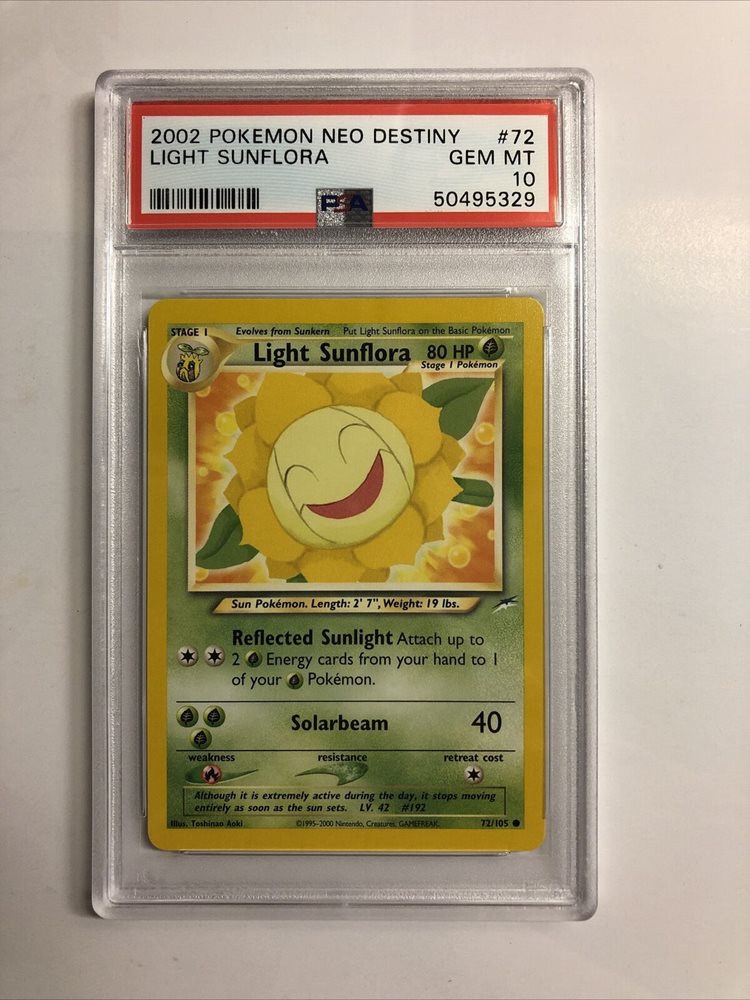 2002 POKEMON NEO DESTINY #72
LIGHT SUNFLORA GEM MT
10
50495329
PSA
STAGE 1 Evolves from Sunkern Put Light Sunflora on the Basic Pokémon
Light Sunflora 80 HP
Stage 1 Pokémon
Sun Pokémon. Length: 2' 7", Weight: 19 lbs.
Reflected Sunlight Attach up to
2 Energy cards from your hand to 1
of your Pokémon.
Solarbeam 40
weakness resistance retreat cost
Although it is extremely active during the day, it stops moving
entirely as soon as the sun sets. LV. 42 #192
Illus. Toshinao Aoki ©1995-2000 Nintendo, Creatures, GAMEFREAK. 72/105